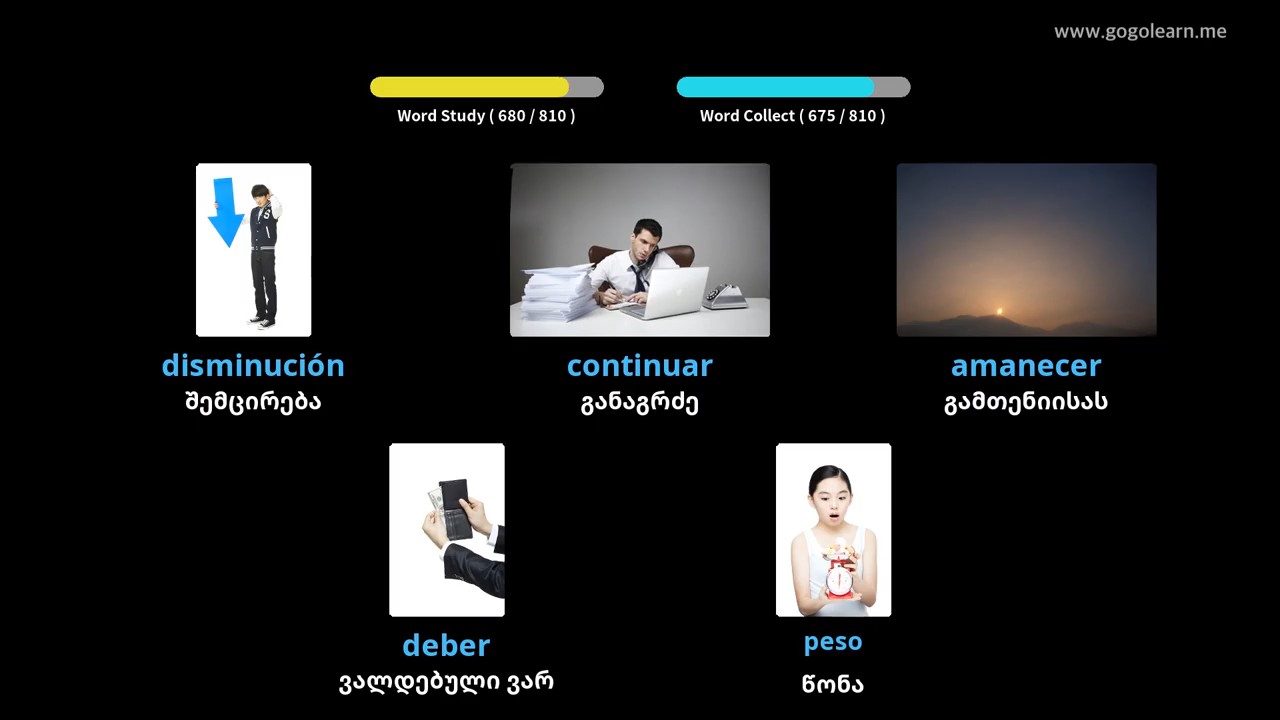 www.gogolearn.me
Word Study ( 680 / 810 )
Word Collect ( 675 / 810 )
disminución
შემცირება
continuar
განაგრძე
amanecer
გამთენიისას
deber
ვალდებული ვარ
peso
წონა